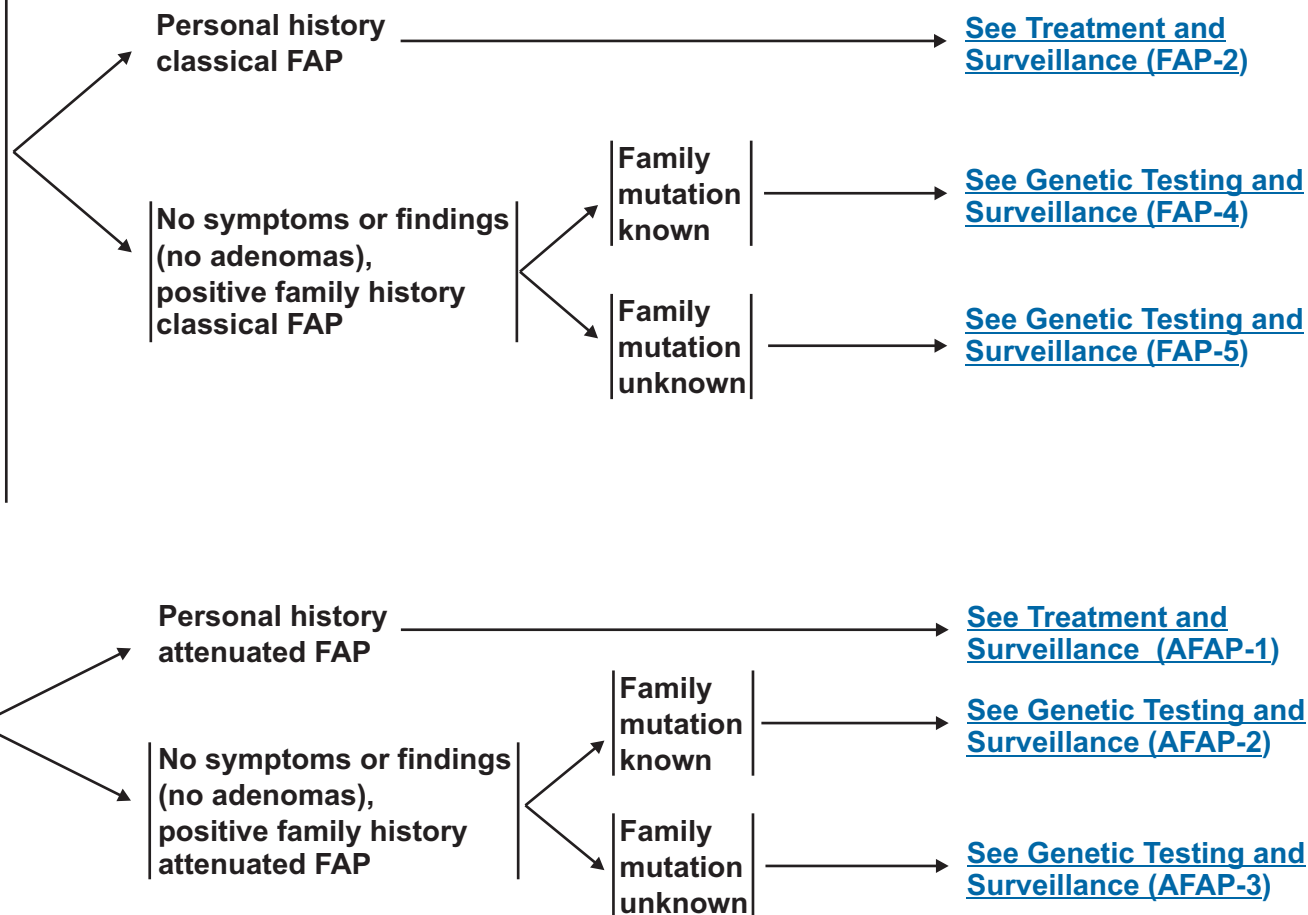 Personal history
classical FAP
See Treatment and
Surveillance (FAP-2)
No symptoms or findings
(no adenomas),
positive family history
classical FAP
Family
mutation
known
See Genetic Testing and
Surveillance (FAP-4)
Family
mutation
unknown
See Genetic Testing and
Surveillance (FAP-5)
Personal history
attenuated FAP
See Treatment and
Surveillance (AFAP-1)
No symptoms or findings
(no adenomas),
positive family history
attenuated FAP
Family
mutation
known
See Genetic Testing and
Surveillance (AFAP-2)
Family
mutation
unknown
See Genetic Testing and
Surveillance (AFAP-3)